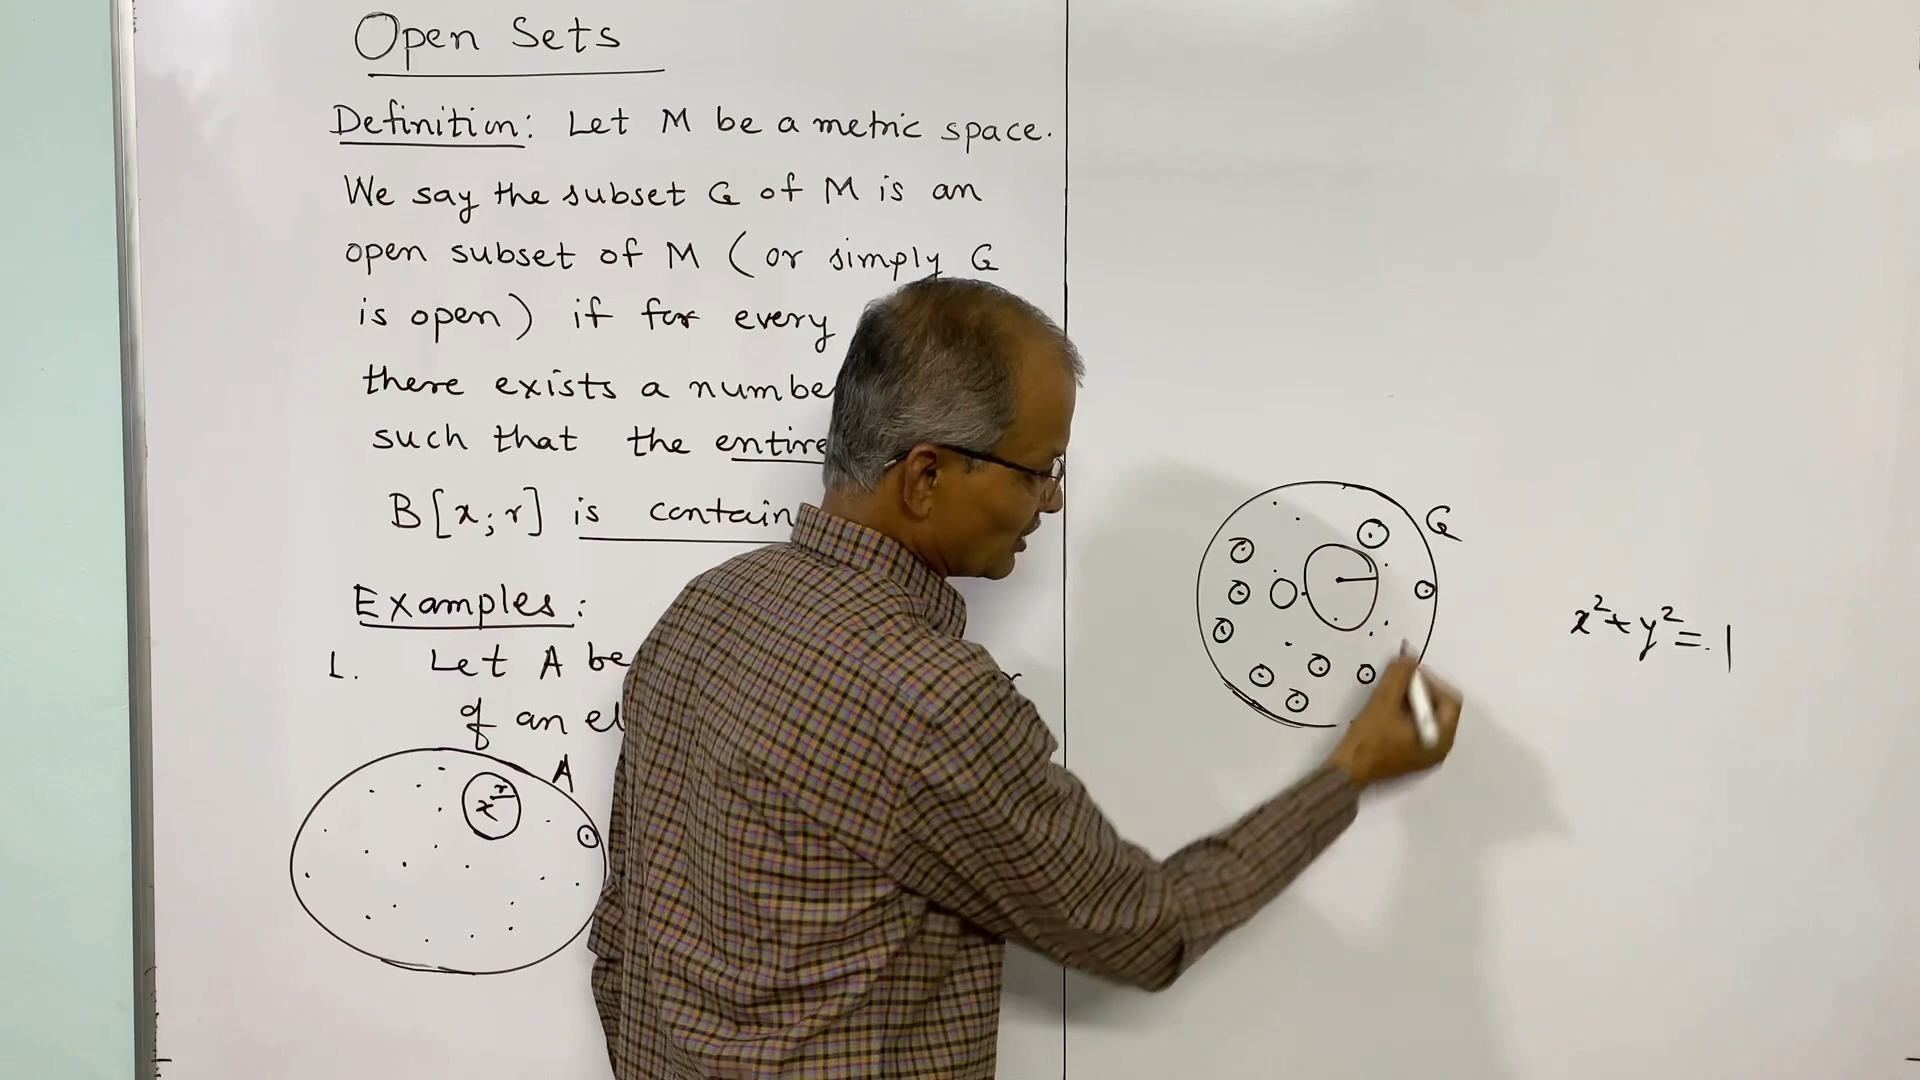 Open Sets
Definition: Let M be a metric space.
We say the subset G of M is an
open subset of M (or simply G
is open) if for every
there exists a number
such that the entire
B[x;r] is contain
Examples:
1. Let A be
of an el
A
x r
G
x²+y²=1